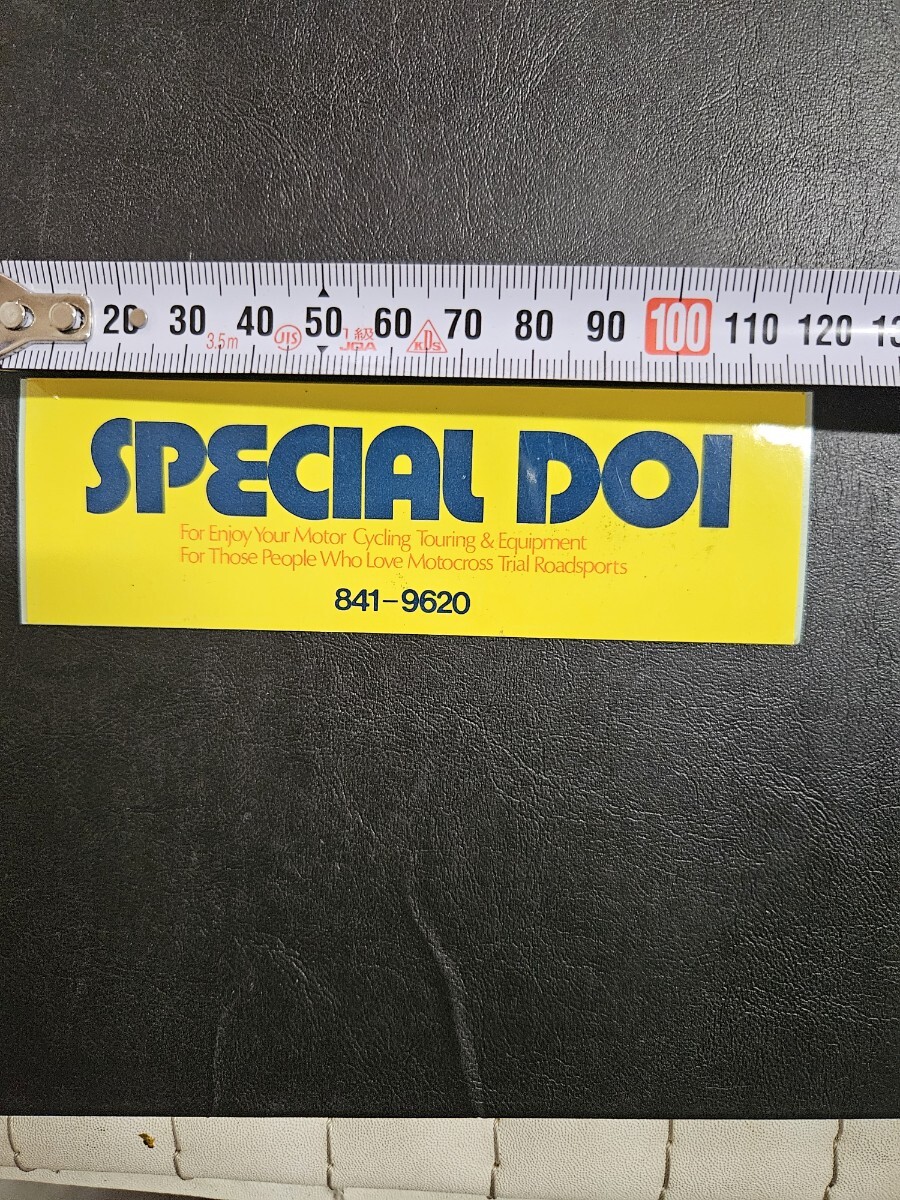 20 30 40 50 60 70 80 90 100 110 120 13
3.5m JIS 1級 JQA KDS
SPECIAL DOI
For Enjoy Your Motor Cycling Touring & Equipment
For Those People Who Love Motocross Trial Roadsports
841-9620